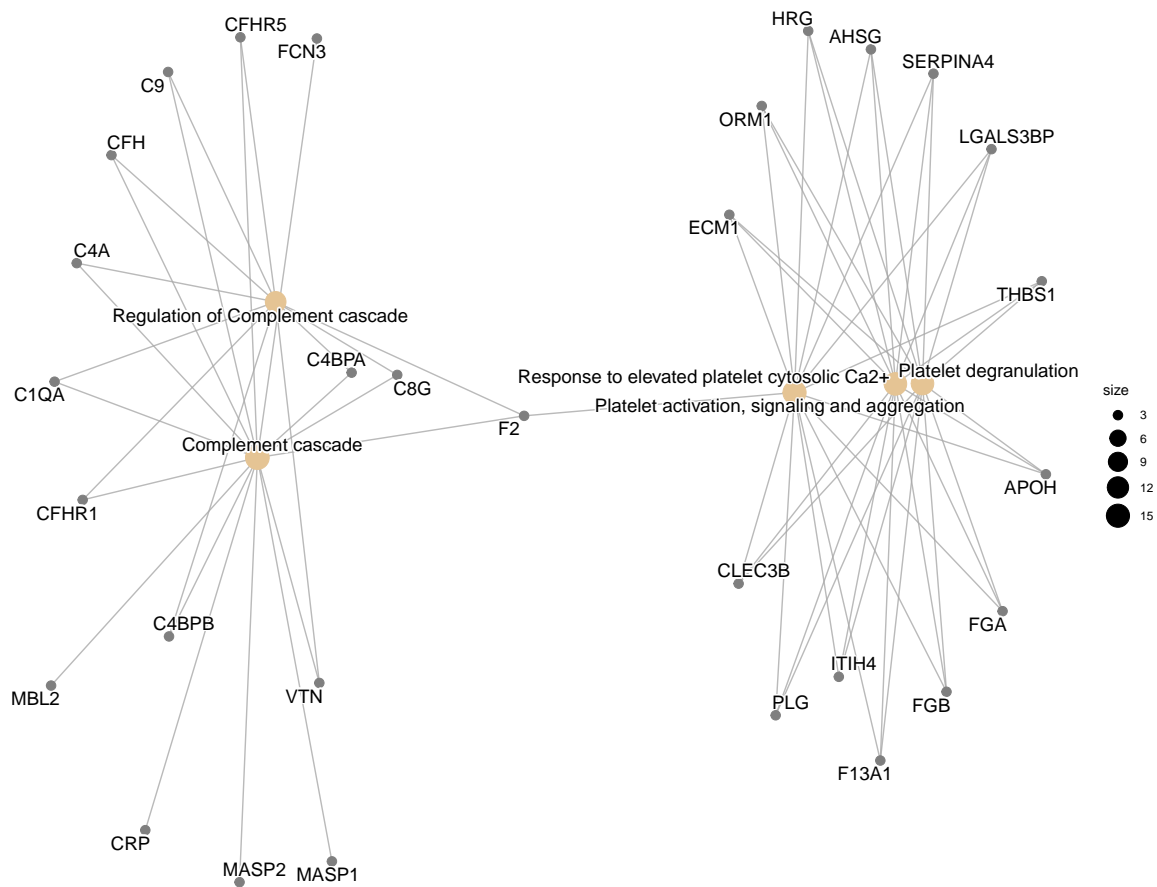 CFHR5
FCN3
C9
CFH
C4A
Regulation of Complement cascade
C4BPA
C8G
C1QA
F2
Complement cascade
CFHR1
C4BPB
MBL2
VTN
CRP
MASP2
MASP1
HRG
AHSG
SERPINA4
ORM1
LGALS3BP
ECM1
THBS1
Response to elevated platelet cytosolic Ca2+
Platelet degranulation
Platelet activation, signaling and aggregation
APOH
CLEC3B
FGA
ITIH4
PLG
FGB
F13A1
size
3
6
9
12
15